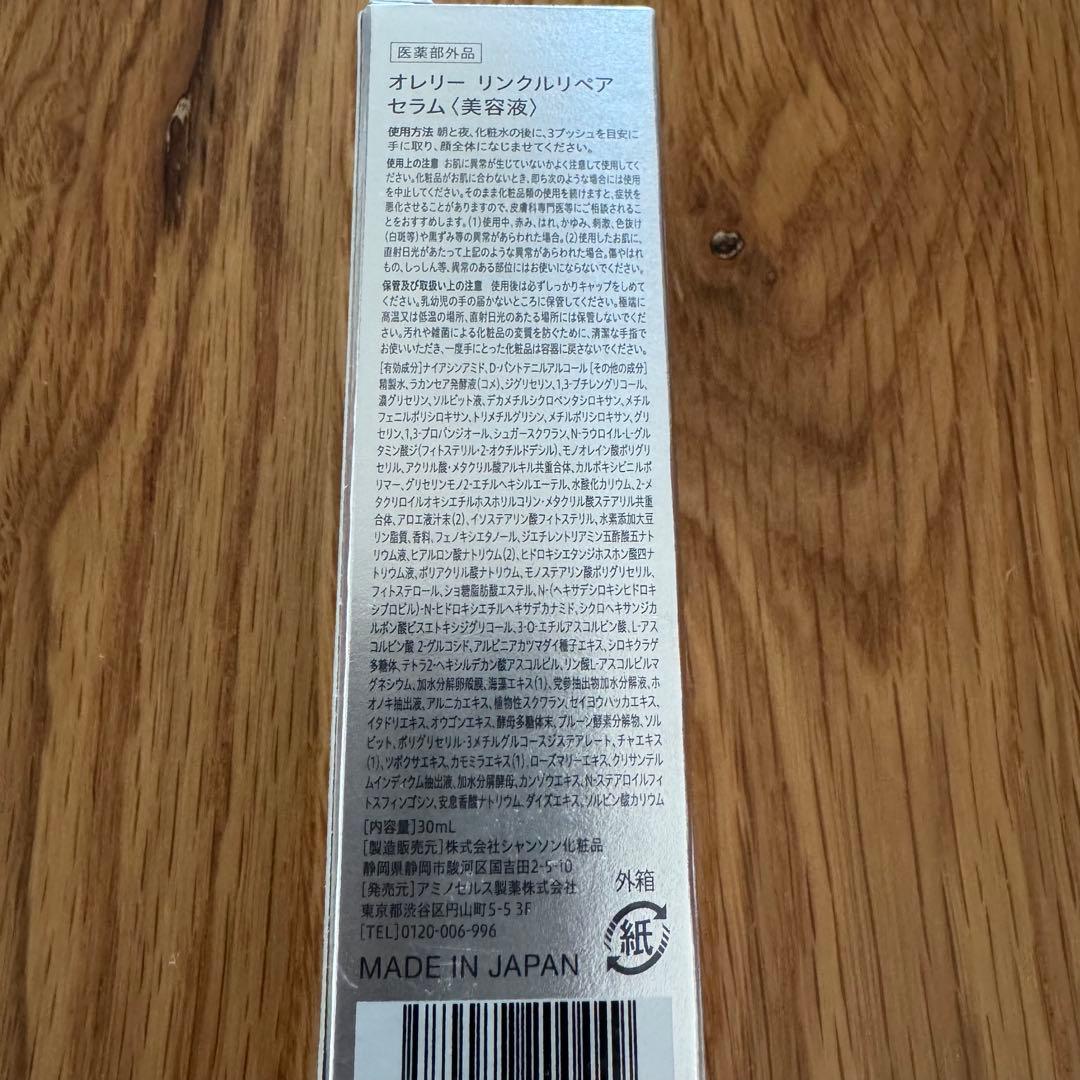 医薬部外品
オレリー リンクルリペア
セラム〈美容液〉
使用方法 朝と夜、化粧水の後に、3プッシュを目安に
手に取り、顔全体になじませてください。
使用上の注意 お肌に異常が生じていないかよく注意して使用してく
ださい。化粧品がお肌に合わないとき、即ち次のような場合には使用
を中止してください。そのまま化粧品類の使用を続けますと、症状を
悪化させることがありますので、皮膚科専門医等にご相談されるこ
とをおすすめします。(1)使用中、赤み、はれ、かゆみ、刺激、色抜け
(白斑等)や黒ずみ等の異常があらわれた場合。(2)使用したお肌に、
直射日光があたって上記のような異常があらわれた場合。傷やはれ
もの、しっしん等、異常のある部位にはお使いにならないでください。
保管及び取扱い上の注意 使用後は必ずしっかりキャップをしめて
ください。乳幼児の手の届かないところに保管してください。極端に
高温又は低温の場所、直射日光のあたる場所には保管しないでくだ
さい。汚れや雑菌による化粧品の変質を防ぐために、清潔な手指で
お使いいただき、一度手にとった化粧品は容器に戻さないでください。
[有効成分]ナイアシンアミド、D-パントテニルアルコール [その他の成分]
精製水、ラカンセア発酵液(コメ)、ジグリセリン、1,3-ブチレングリコール、
濃グリセリン、ソルビット液、デカメチルシクロペンタシロキサン、メチル
フェニルポリシロキサン、トリメチルグリシン、メチルポリシロキサン、グリ
セリン、1,3-プロパンジオール、シュガースクワラン、N-ラウロイル-L-グル
タミン酸ジ(フィトステリル・2-オクチルドデシル)、モノオレイン酸ポリグリ
セリル、アクリル酸・メタクリル酸アルキル共重合体、カルボキシビニルポ
リマー、グリセリンモノ2-エチルヘキシルエーテル、水酸化カリウム、2-メ
タクリロイルオキシエチルホスホリルコリン・メタクリル酸ステアリル共重
合体、アロエ液汁末(2)、イソステアリン酸フィトステリル、水素添加大豆
リン脂質、香料、フェノキシエタノール、ジエチレントリアミン五酢酸五ナト
リウム液、ヒアルロン酸ナトリウム(2)、ヒドロキシエタンジホスホン酸四ナ
トリウム液、ポリアクリル酸ナトリウム、モノステアリン酸ポリグリセリル、
フィトステロール、ショ糖脂肪酸エステル、N-(ヘキサデシロキシヒドロキ
シプロピル)-N-ヒドロキシエチルヘキサデカナミド、シクロヘキサンジカ
ルボン酸ビスエトキシジグリコール、3-O-エチルアスコルビン酸、L-アス
コルビン酸 2-グルコシド、アルピニアカツマダイ種子エキス、シロキクラゲ
多糖体、テトラ2-ヘキシルデカン酸アスコルビル、リン酸L-アスコルビルマ
グネシウム、加水分解卵殻膜、海藻エキス(1)、党参抽出物加水分解液、ホ
オノキ抽出液、アルニカエキス、植物性スクワラン、セイヨウハッカエキス、
イタドリエキス、オウゴンエキス、酵母多糖体末、プルーン酵素分解物、ソル
ビット、ポリグリセリル-3メチルグルコースジステアレート、チャエキス
(1)、ツボクサエキス、カモミラエキス(1)、ローズマリーエキス、クリサンテル
ムインディクム抽出液、加水分解酵母、カンゾウエキス、N-ステアロイルフィ
トスフィンゴシン、安息香酸ナトリウム、ダイズエキス、ソルビン酸カリウム
[内容量]30mL
[製造販売元]株式会社シャンソン化粧品
静岡県静岡市駿河区国吉田2-5-10
[発売元]アミノセルス製薬株式会社
東京都渋谷区円山町5-5 3F
[TEL]0120-006-996
外箱
紙
MADE IN JAPAN